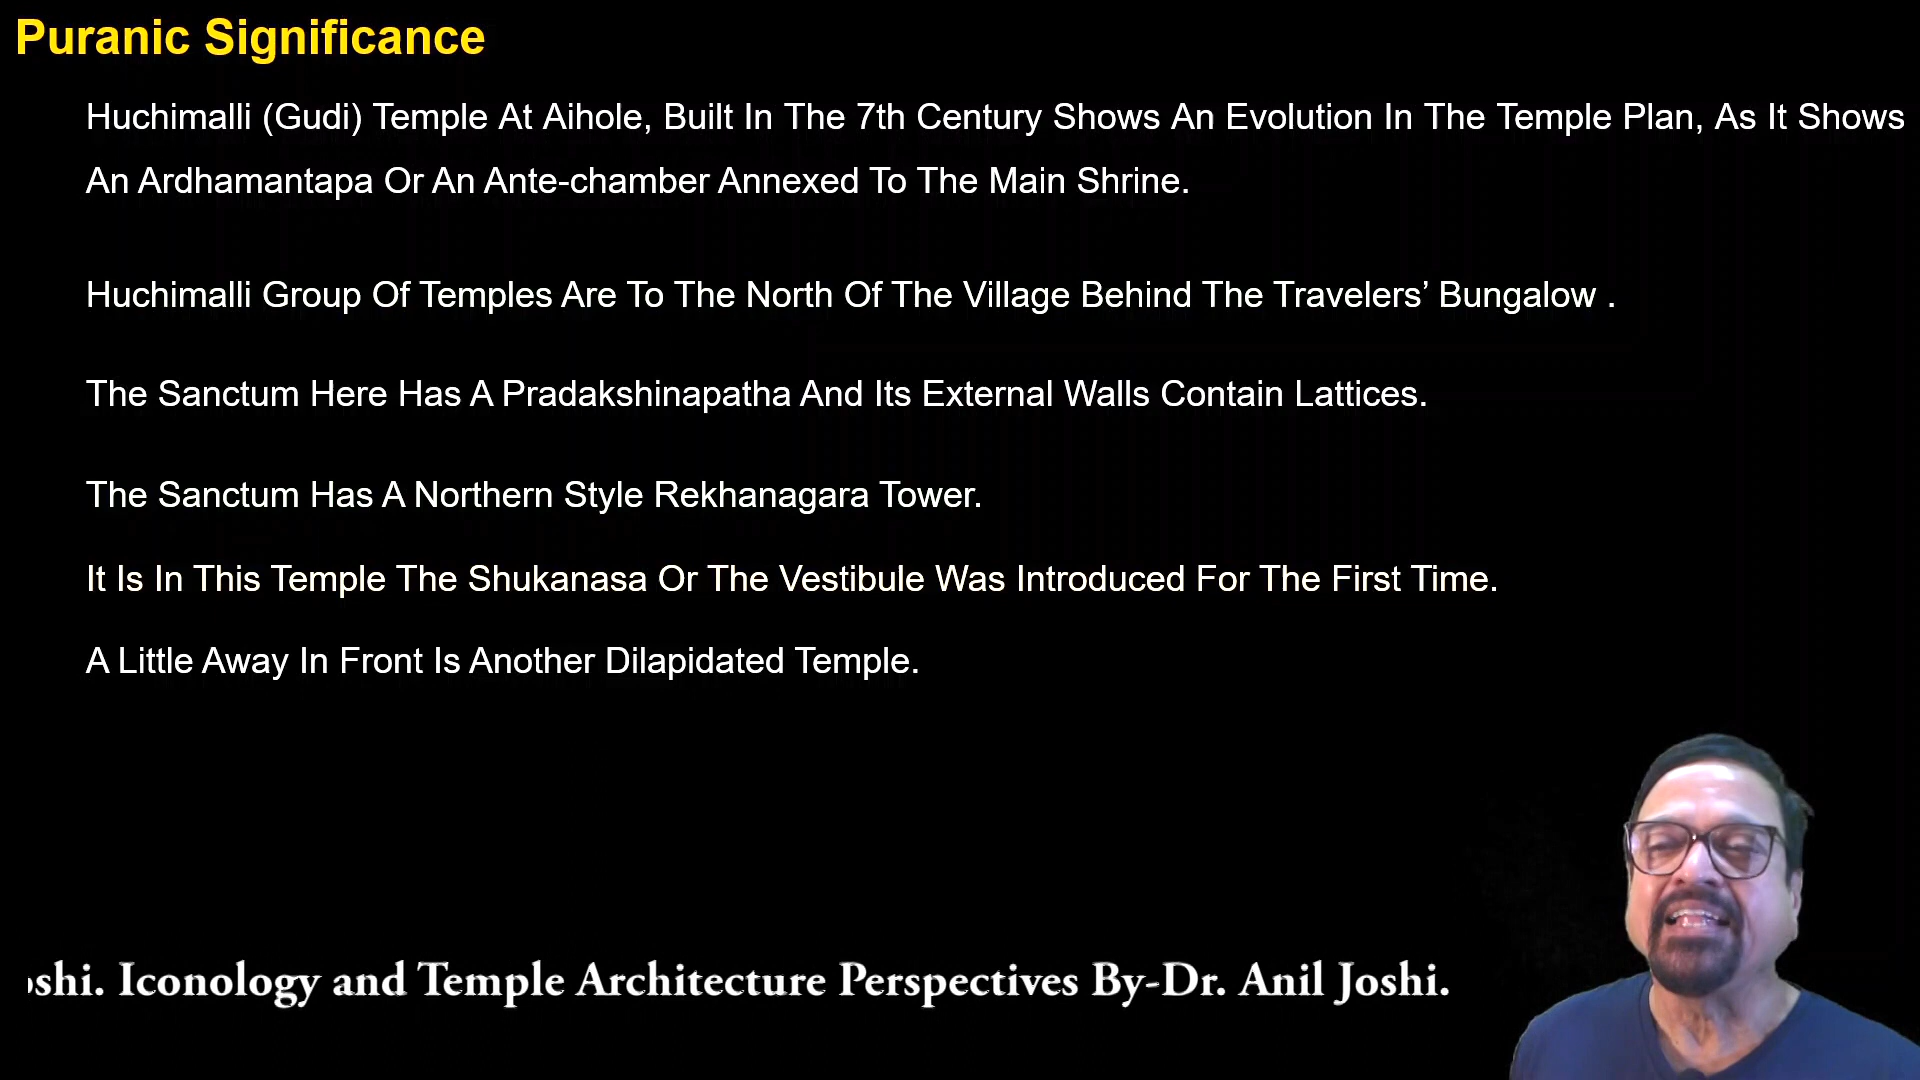 Puranic Significance
Huchimalli (Gudi) Temple At Aihole, Built In The 7th Century Shows An Evolution In The Temple Plan, As It Shows
An Ardhamantapa Or An Ante-chamber Annexed To The Main Shrine.
Huchimalli Group Of Temples Are To The North Of The Village Behind The Travelers’ Bungalow .
The Sanctum Here Has A Pradakshinapatha And Its External Walls Contain Lattices.
The Sanctum Has A Northern Style Rekhanagara Tower.
It Is In This Temple The Shukanasa Or The Vestibule Was Introduced For The First Time.
A Little Away In Front Is Another Dilapidated Temple.
shi. Iconology and Temple Architecture Perspectives By-Dr. Anil Joshi.